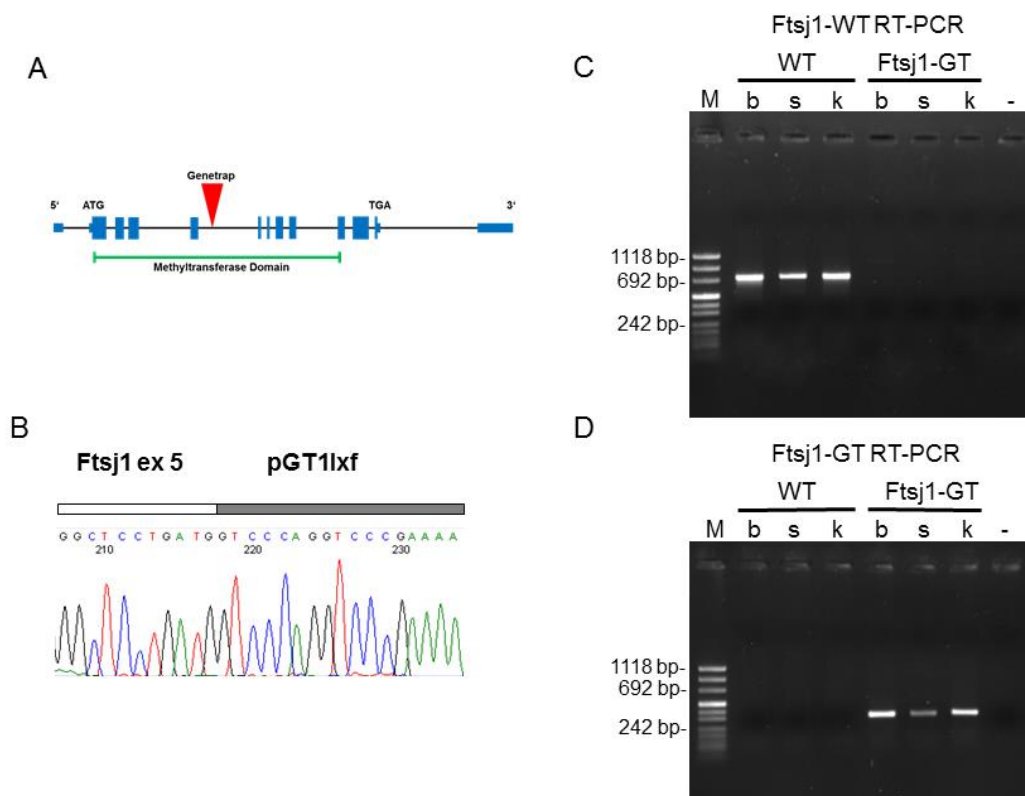 A
Genetrap
5' ATG TGA 3'
Methyltransferase Domain
B
Ftsj1 ex 5 pGT1lxf
G G C T C C T G A T G G T C C C A G G T C C C G A A A A
210 220 230
C
Ftsj1-WT RT-PCR
WT Ftsj1-GT
M b s k b s k -
1118 bp-
692 bp-
242 bp-
D
Ftsj1-GT RT-PCR
WT Ftsj1-GT
M b s k b s k -
1118 bp-
692 bp-
242 bp-